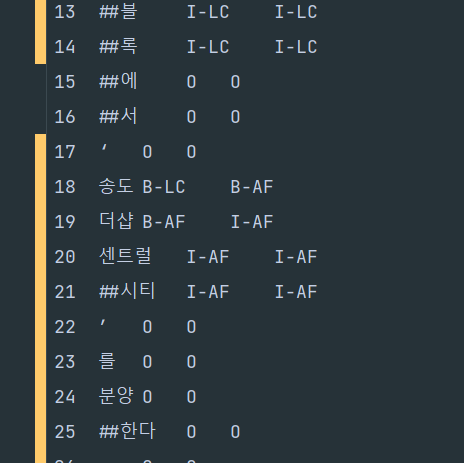 13 ##블 I-LC I-LC
14 ##록 I-LC I-LC
15 ##에 O O
16 ##서 O O
17 ‘ O O
18 송도 B-LC B-AF
19 더샵 B-AF I-AF
20 센트럴 I-AF I-AF
21 ##시티 I-AF I-AF
22 ’ O O
23 를 O O
24 분양 O O
25 ##한다 O O